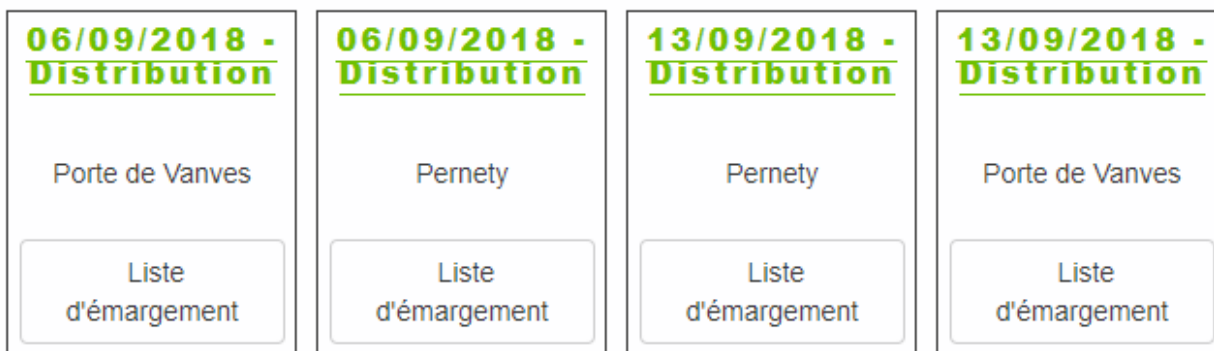 06/09/2018 -
Distribution
Porte de Vanves
Liste
d'émargement
06/09/2018 -
Distribution
Pernety
Liste
d'émargement
13/09/2018 -
Distribution
Pernety
Liste
d'émargement
13/09/2018 -
Distribution
Porte de Vanves
Liste
d'émargement